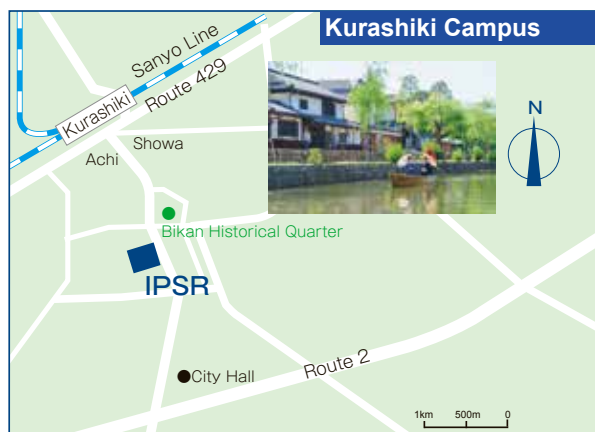 Kurashiki Campus
Sanyo Line
Route 429
Kurashiki
N
Showa
Achi
Bikan Historical Quarter
IPSR
Route 2
City Hall
1km 500m 0